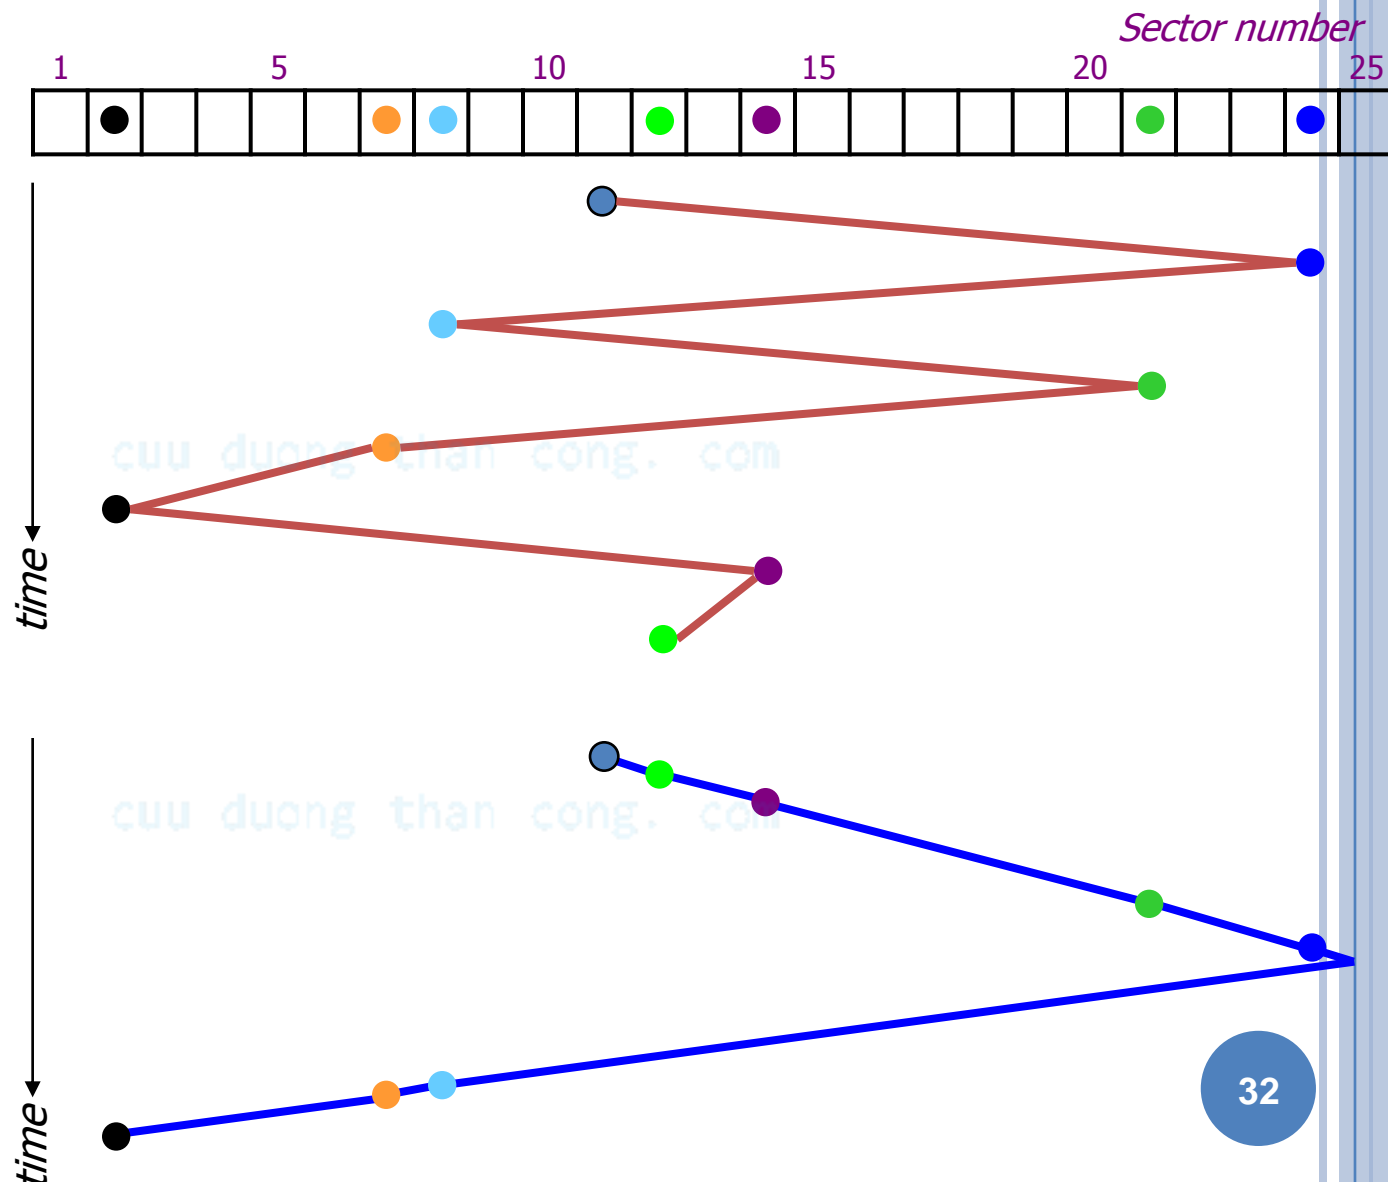 Sector number
1 5 10 15 20 25
cuu duong than cong. com
time
cuu duong than cong. com
32
time